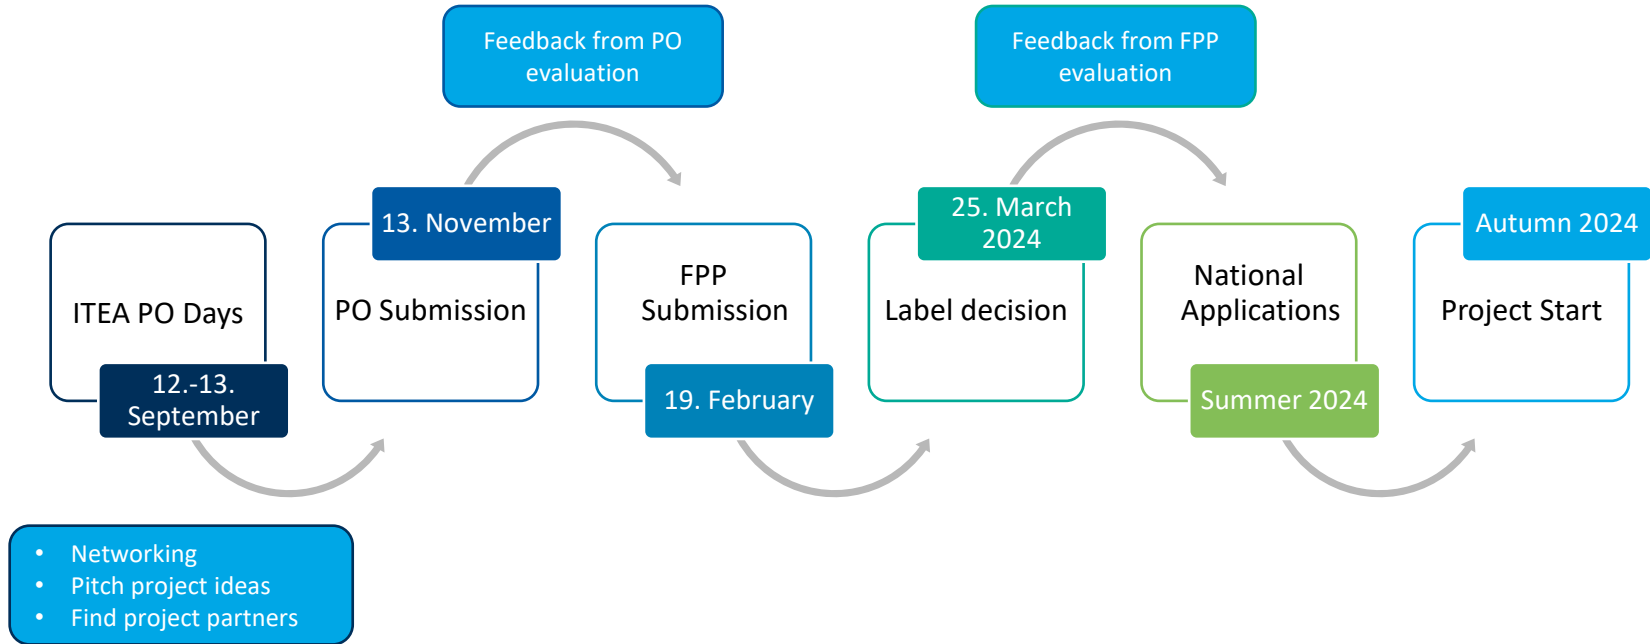 Feedback from PO
evaluation
Feedback from FPP
evaluation
ITEA PO Days
12.-13.
September
13. November
PO Submission
FPP
Submission
19. February
25. March
2024
Label decision
National
Applications
Summer 2024
Autumn 2024
Project Start
• Networking
• Pitch project ideas
• Find project partners